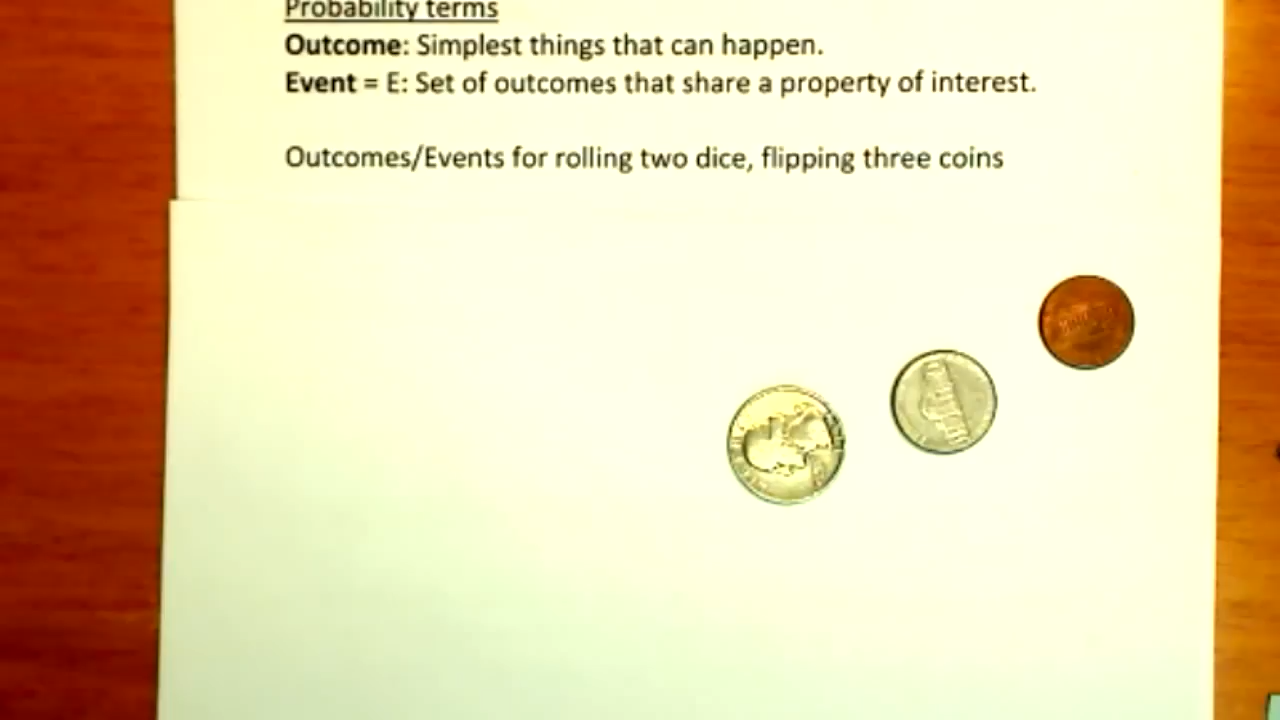 Probability terms
Outcome: Simplest things that can happen.
Event = E: Set of outcomes that share a property of interest.
Outcomes/Events for rolling two dice, flipping three coins